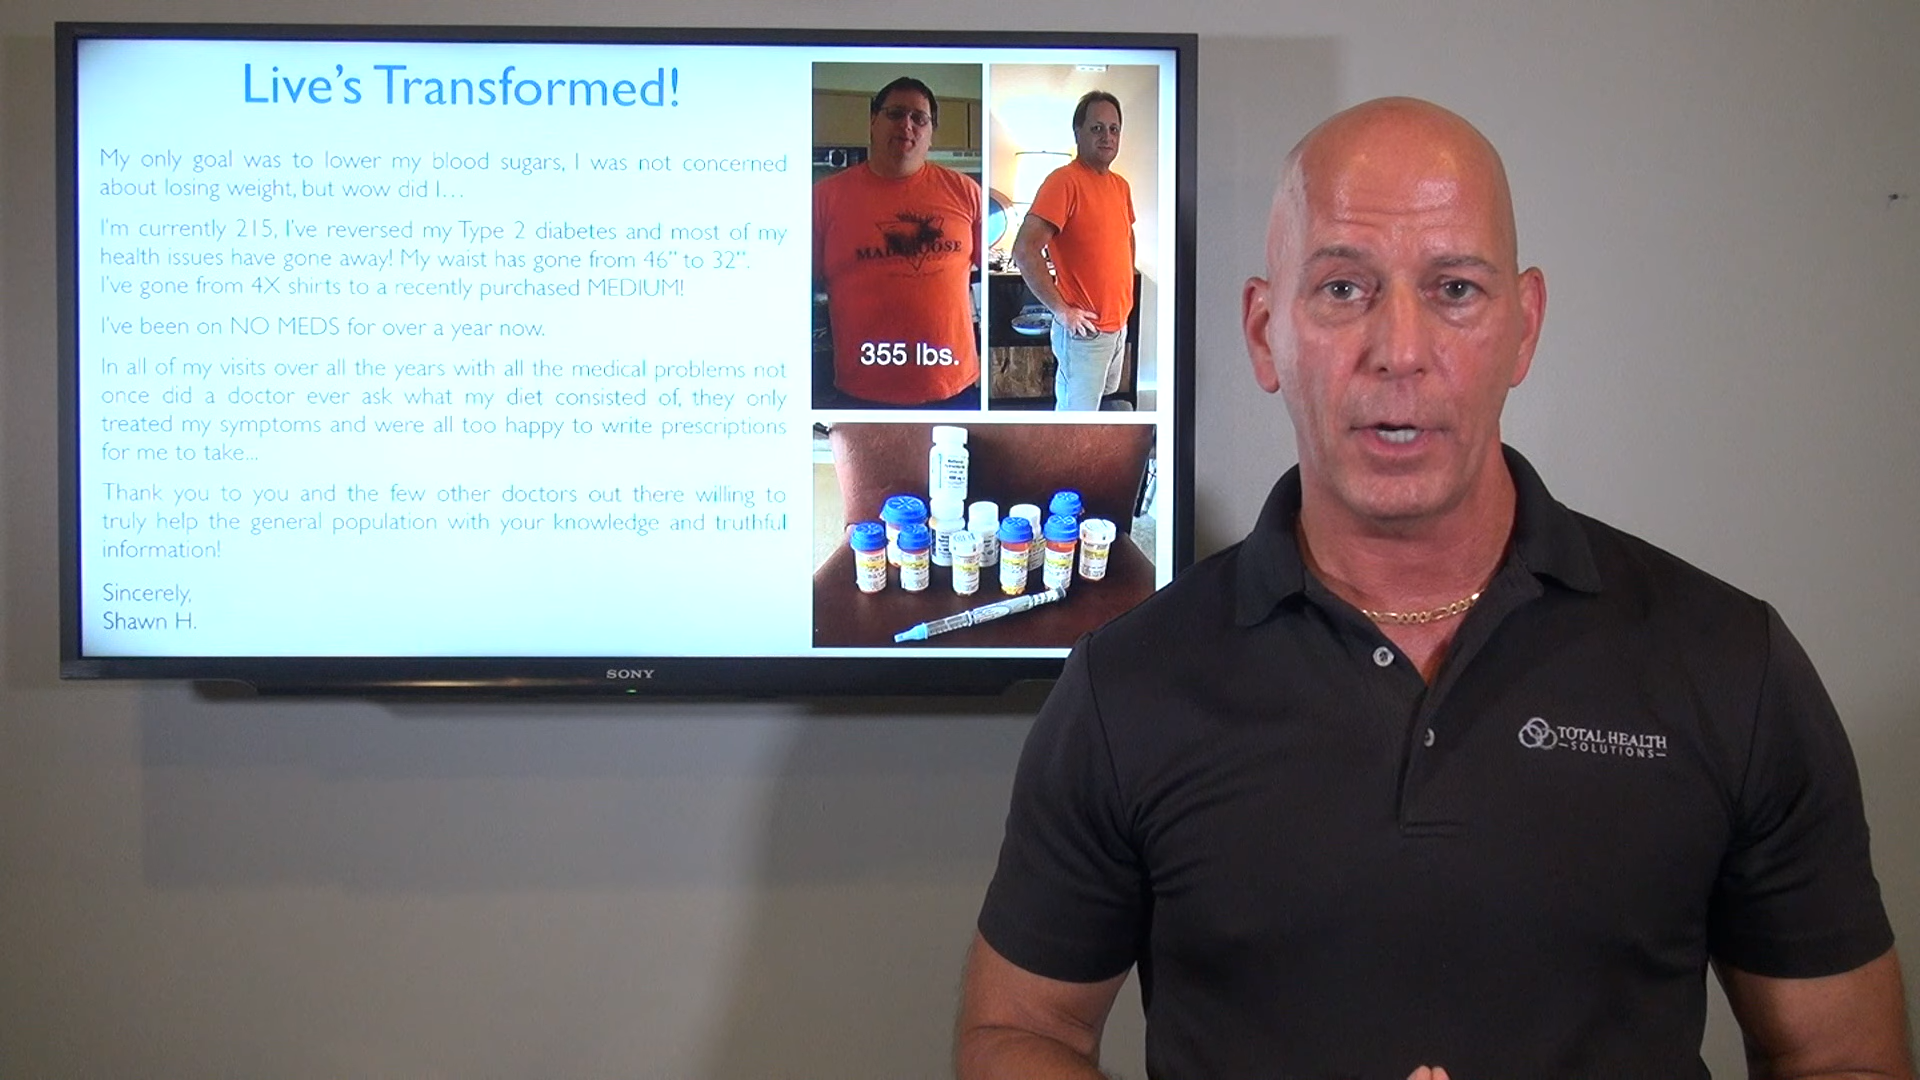 Live's Transformed!
My only goal was to lower my blood sugars, I was not concerned
about losing weight, but wow did I...
I'm currently 215, I've reversed my Type 2 diabetes and most of my
health issues have gone away! My waist has gone from 46" to 32".
I've gone from 4X shirts to a recently purchased MEDIUM!
I've been on NO MEDS for over a year now.
In all of my visits over all the years with all the medical problems not
once did a doctor ever ask what my diet consisted of, they only
treated my symptoms and were all too happy to write prescriptions
for me to take...
Thank you to you and the few other doctors out there willing to
truly help the general population with your knowledge and truthful
information!
Sincerely,
Shawn H.
355 lbs.
SONY
TOTAL HEALTH
-SOLUTIONS-